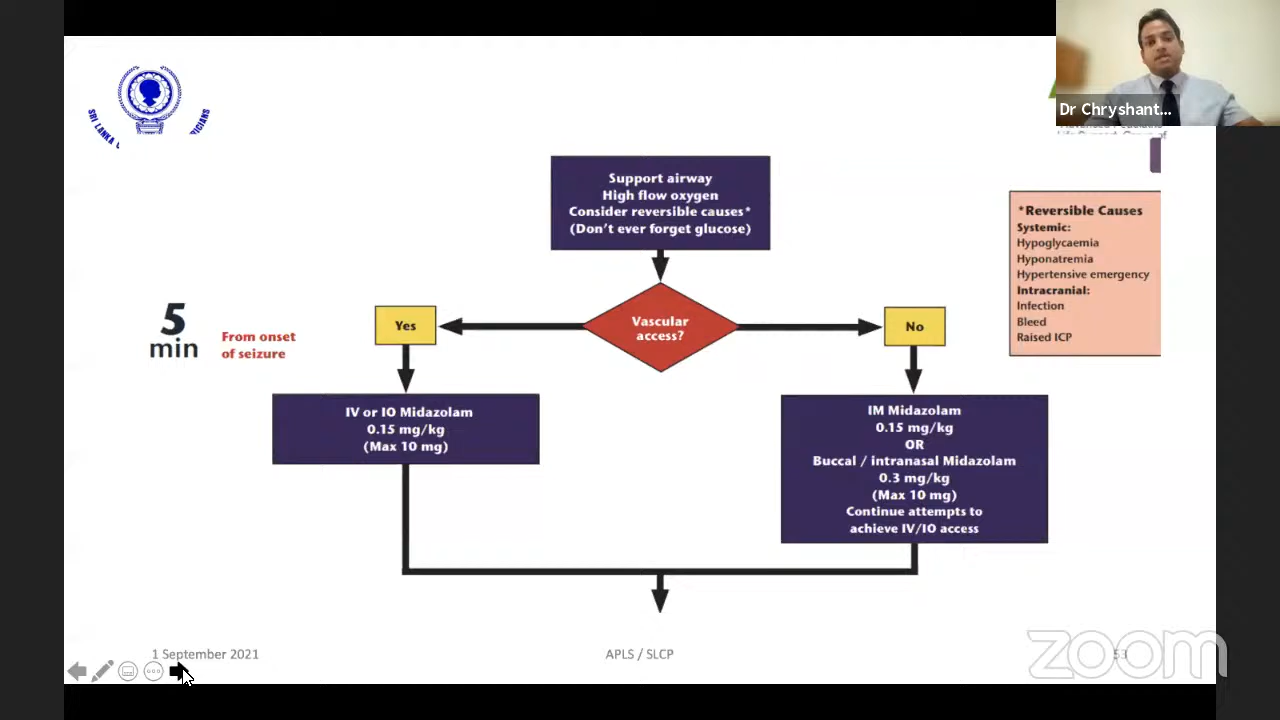 Dr Chryshant...
SRI LANKA
Support airway
High flow oxygen
Consider reversible causes*
(Don't ever forget glucose)
*Reversible Causes
Systemic:
Hypoglycaemia
Hyponatremia
Hypertensive emergency
Intracranial:
Infection
Bleed
Raised ICP
5
min
From onset
of seizure
Yes
Vascular
access?
No
IV or IO Midazolam
0.15 mg/kg
(Max 10 mg)
IM Midazolam
0.15 mg/kg
OR
Buccal / intranasal Midazolam
0.3 mg/kg
(Max 10 mg)
Continue attempts to
achieve IV/IO access
1 September 2021
APLS / SLCP
53
zoom